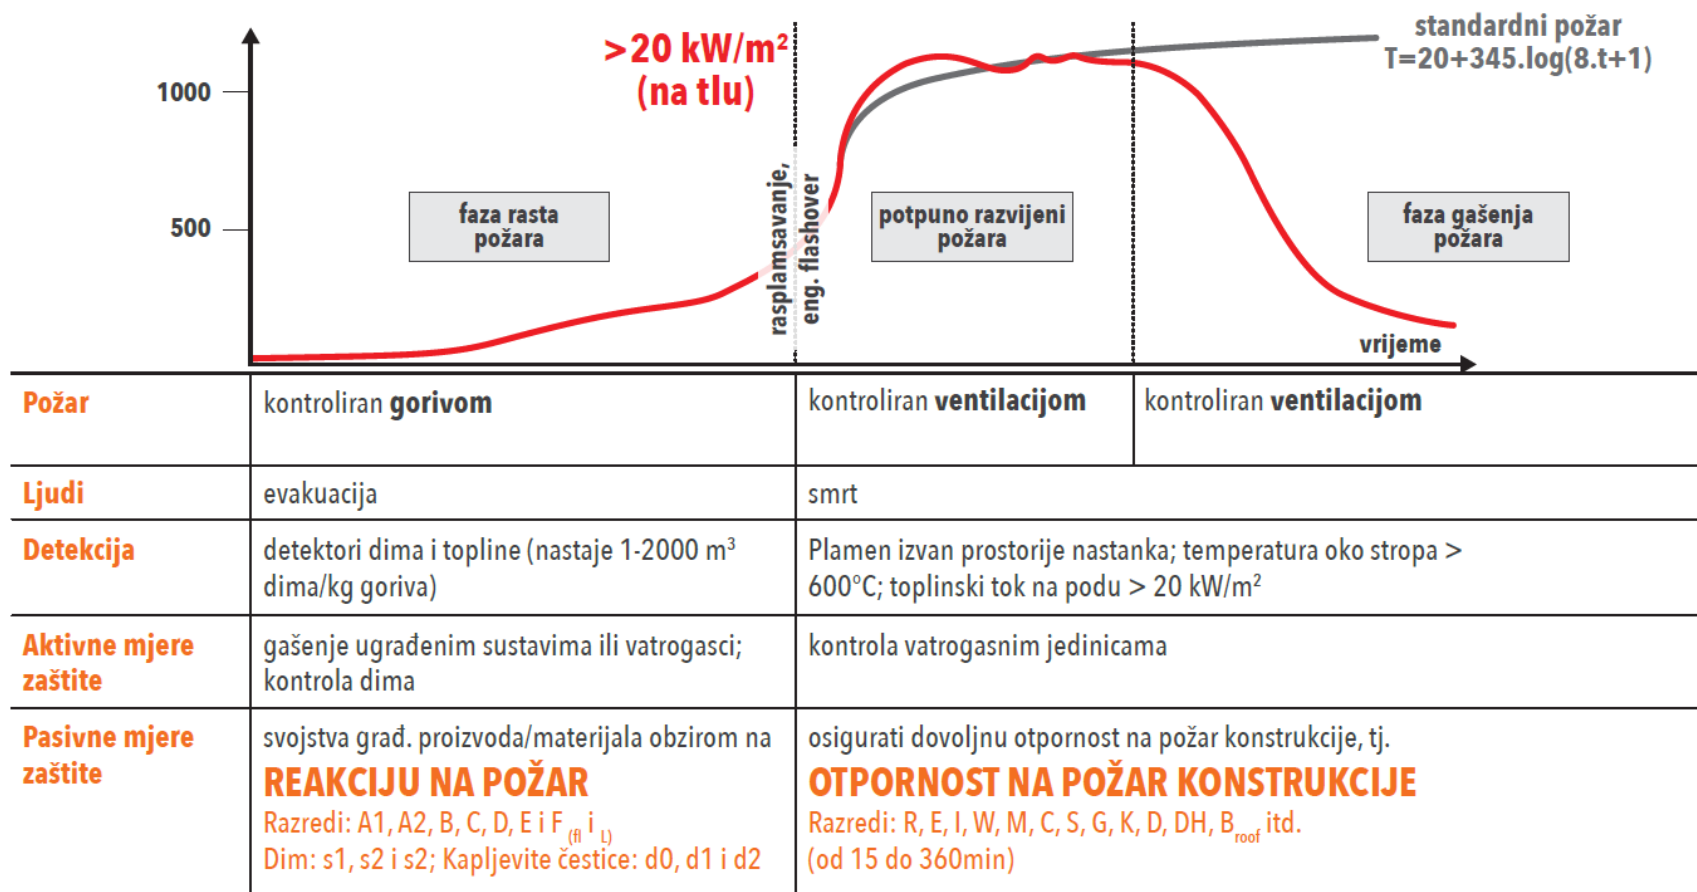 >20 kW/m²
(na tlu)
standardni požar
T=20+345.log(8.t+1)
1000
500
faza rasta
požara
rasplamsavanje,
eng. flashover
potpuno razvijeni
požara
faza gašenja
požara
vrijeme
Požar
kontroliran gorivom
kontroliran ventilacijom
kontroliran ventilacijom
Ljudi
evakuacija
smrt
Detekcija
detektori dima i topline (nastaje 1-2000 m³
dima/kg goriva)
Plamen izvan prostorije nastanka; temperatura oko stropa >
600°C; toplinski tok na podu > 20 kW/m²
Aktivne mjere
zaštite
gašenje ugrađenim sustavima ili vatrogasci;
kontrola dima
kontrola vatrogasnim jedinicama
Pasivne mjere
zaštite
svojstva građ. proizvoda/materijala obzirom na
REAKCIJU NA POŽAR
Razredi: A1, A2, B, C, D, E i F (fl i L)
Dim: s1, s2 i s2; Kapljevite čestice: d0, d1 i d2
osigurati dovoljnu otpornost na požar konstrukcije, tj.
OTPORNOST NA POŽAR KONSTRUKCIJE
Razredi: R, E, I, W, M, C, S, G, K, D, DH, B roof itd.
(od 15 do 360min)